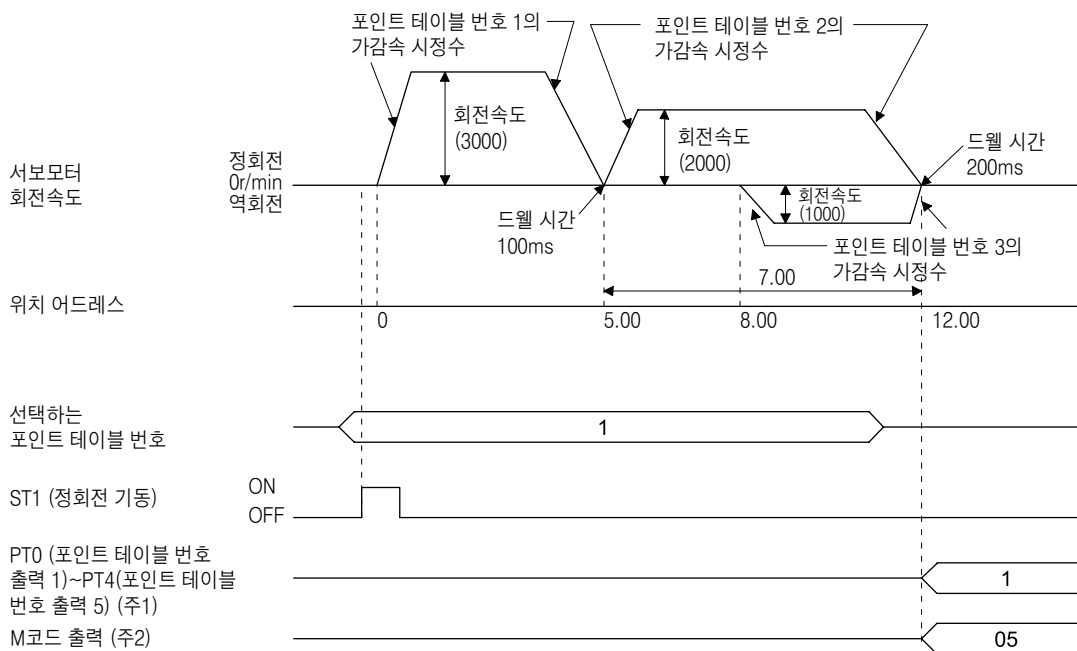 포인트 테이블 번호 1의
가감속 시정수
포인트 테이블 번호 2의
가감속 시정수
회전속도
(3000)
회전속도
(2000)
드웰 시간
200ms
서보모터
회전속도
정회전
0r/min
역회전
회전속도
(1000)
드웰 시간
100ms
포인트 테이블 번호 3의
가감속 시정수
7.00
위치 어드레스
0
5.00
8.00
12.00
선택하는
포인트 테이블 번호
1
ST1 (정회전 기동)
ON
OFF
PT0 (포인트 테이블 번호
출력 1)~PT4(포인트 테이블
번호 출력 5) (주1)
1
M코드 출력 (주2)
05